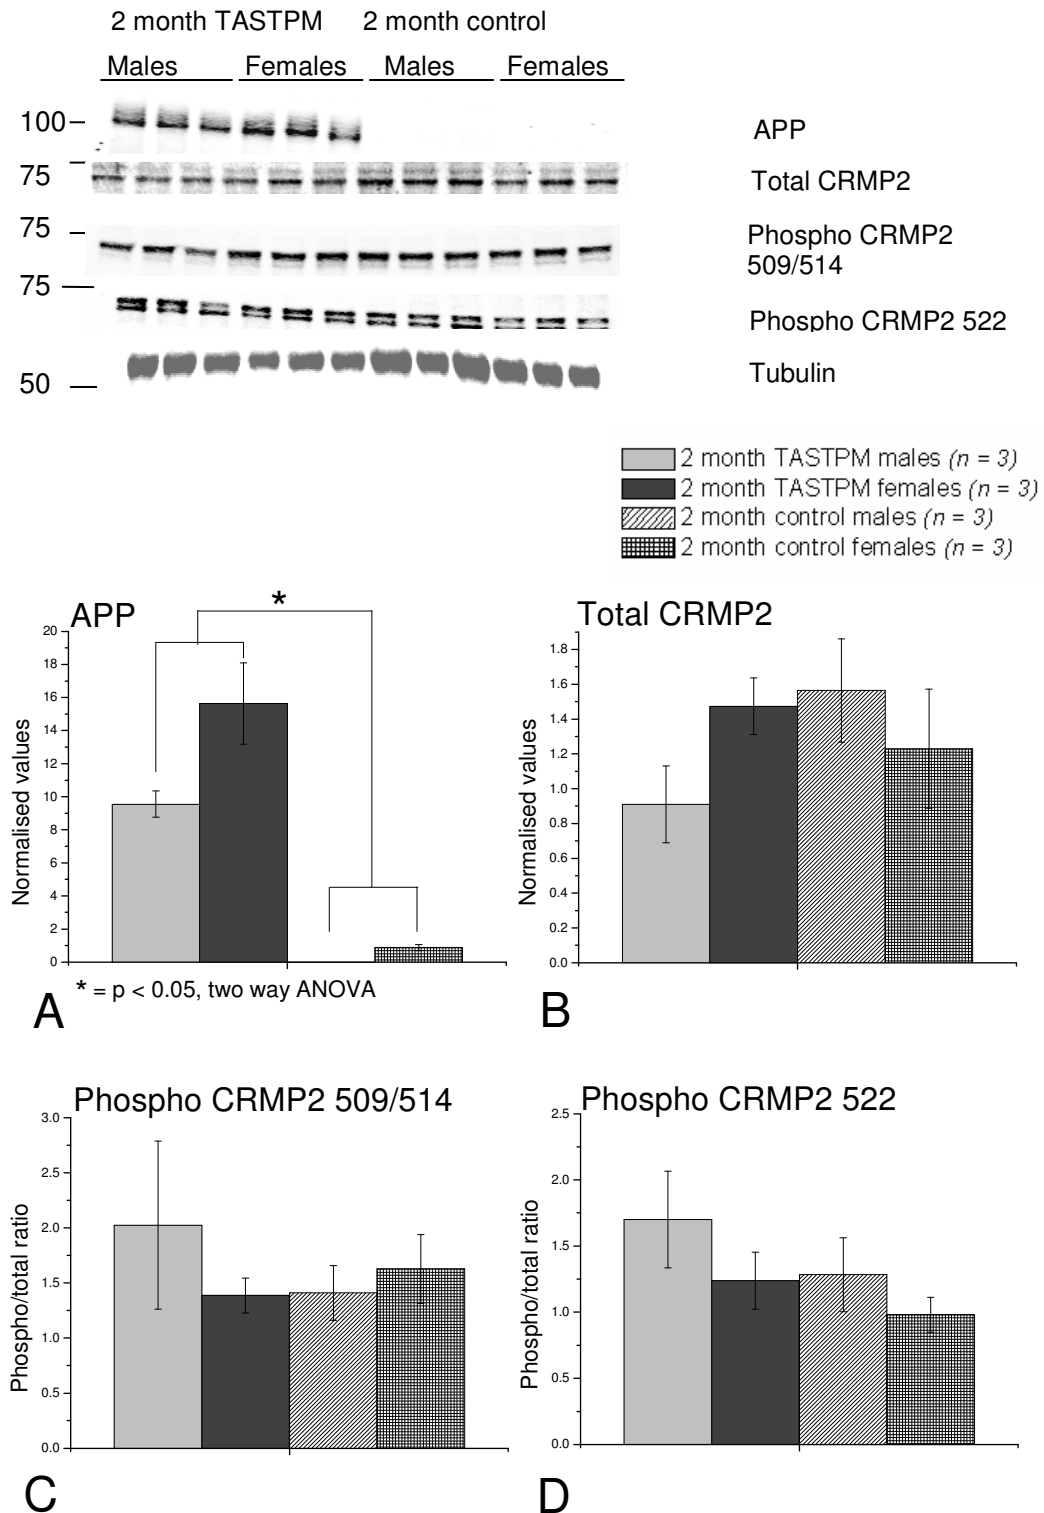 2 month TASTPM 2 month control
Males Females Males Females
100
APP
75
Total CRMP2
75
Phospho CRMP2
509/514
75
Phospho CRMP2 522
50
Tubulin
2 month TASTPM males (n = 3)
2 month TASTPM females (n = 3)
2 month control males (n = 3)
2 month control females (n = 3)
APP
*
Normalised values
20
18
16
14
12
10
8
6
4
2
0
* = p < 0.05, two way ANOVA
A
Total CRMP2
Normalised values
1.8
1.6
1.4
1.2
1.0
0.8
0.6
0.4
0.2
0.0
B
Phospho CRMP2 509/514
Phospho/total ratio
3.0
2.5
2.0
1.5
1.0
0.5
0.0
C
Phospho CRMP2 522
Phospho/total ratio
2.5
2.0
1.5
1.0
0.5
0.0
D